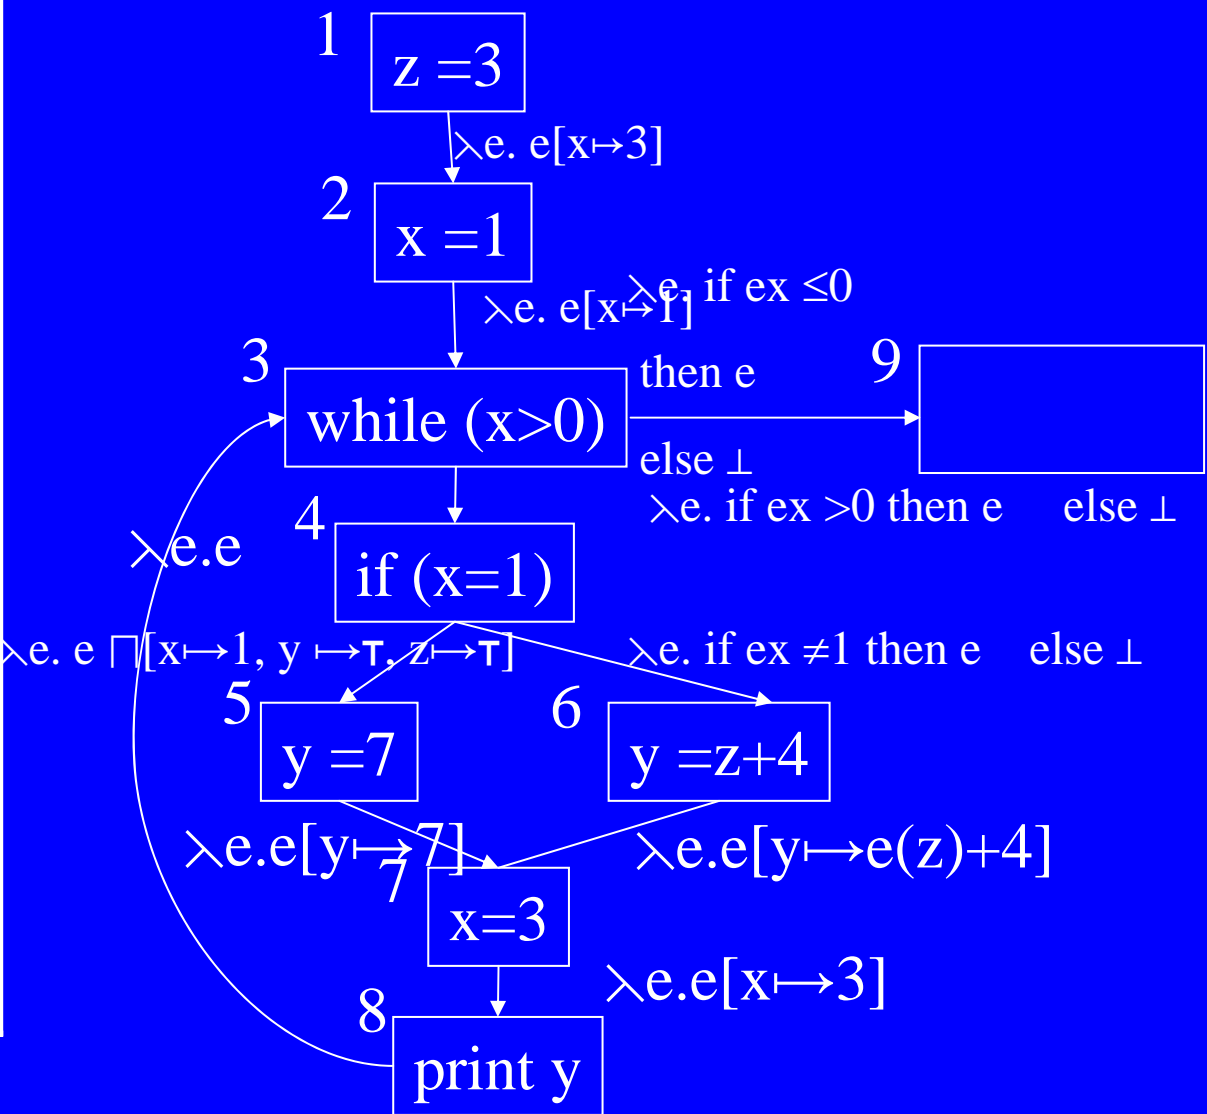 1
z =3
λe. e[x↦3]
2
x =1
λe. if ex ≤0
λe. e[x↦1]
3
while (x>0)
then e
9
else ⊥
λe. if ex >0 then e else ⊥
4
if (x=1)
λe.e
λe. e ⊓[x↦1, y ↦⊤, z↦⊤]
λe. if ex ≠1 then e else ⊥
5
y =7
6
y =z+4
λe.e[y↦7]
λe.e[y↦e(z)+4]
7
x=3
λe.e[x↦3]
8
print y